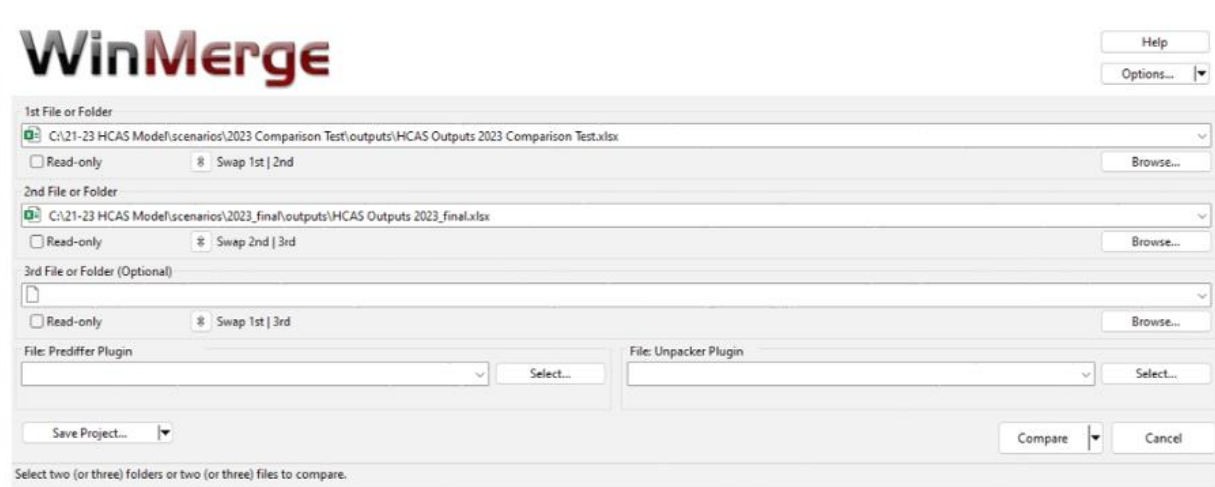 WinMerge
Help
Options...
1st File or Folder
C:\21-23 HCAS Model\scenarios\2023 Comparison Test\outputs\HCAS Outputs 2023 Comparison Test.xlsx
Read-only Swap 1st | 2nd Browse...
2nd File or Folder
C:\21-23 HCAS Model\scenarios\2023_final\outputs\HCAS Outputs 2023_final.xlsx
Read-only Swap 2nd | 3rd Browse...
3rd File or Folder (Optional)
Read-only Swap 1st | 3rd Browse...
File: Prediffer Plugin File: Unpacker Plugin
Select... Select...
Save Project... Compare Cancel
Select two (or three) folders or two (or three) files to compare.